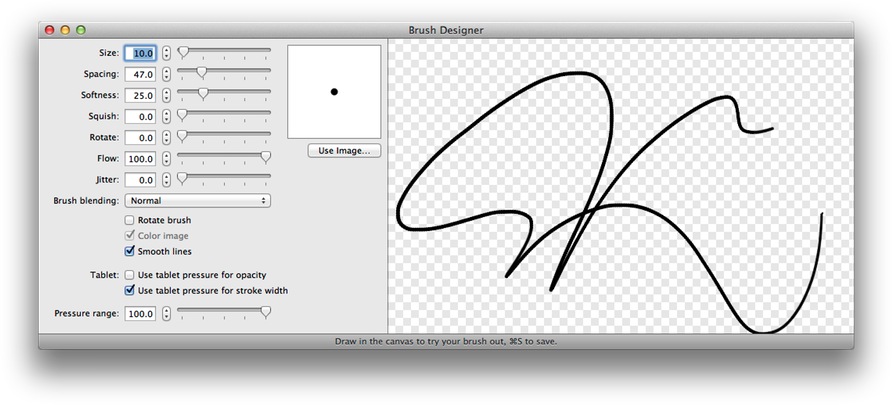 Brush Designer
Size: 10.0
Spacing: 47.0
Softness: 25.0
Squish: 0.0
Rotate: 0.0
Flow: 100.0
Jitter: 0.0
Use Image...
Brush blending: Normal
Rotate brush
Color image
Smooth lines
Tablet: Use tablet pressure for opacity
Use tablet pressure for stroke width
Pressure range: 100.0
Draw in the canvas to try your brush out, ⌘S to save.